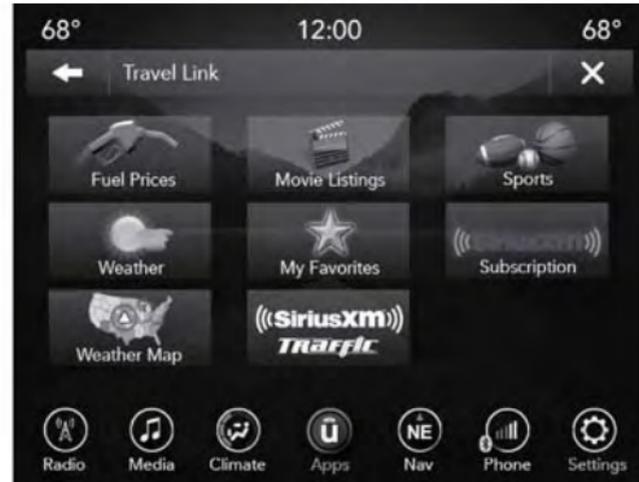 68° 12:00 68°
Travel Link
Fuel Prices Movie Listings Sports
Weather My Favorites SiriusXM Subscription
Weather Map SiriusXM Traffic
NE
Radio Media Climate Apps Nav Phone Settings